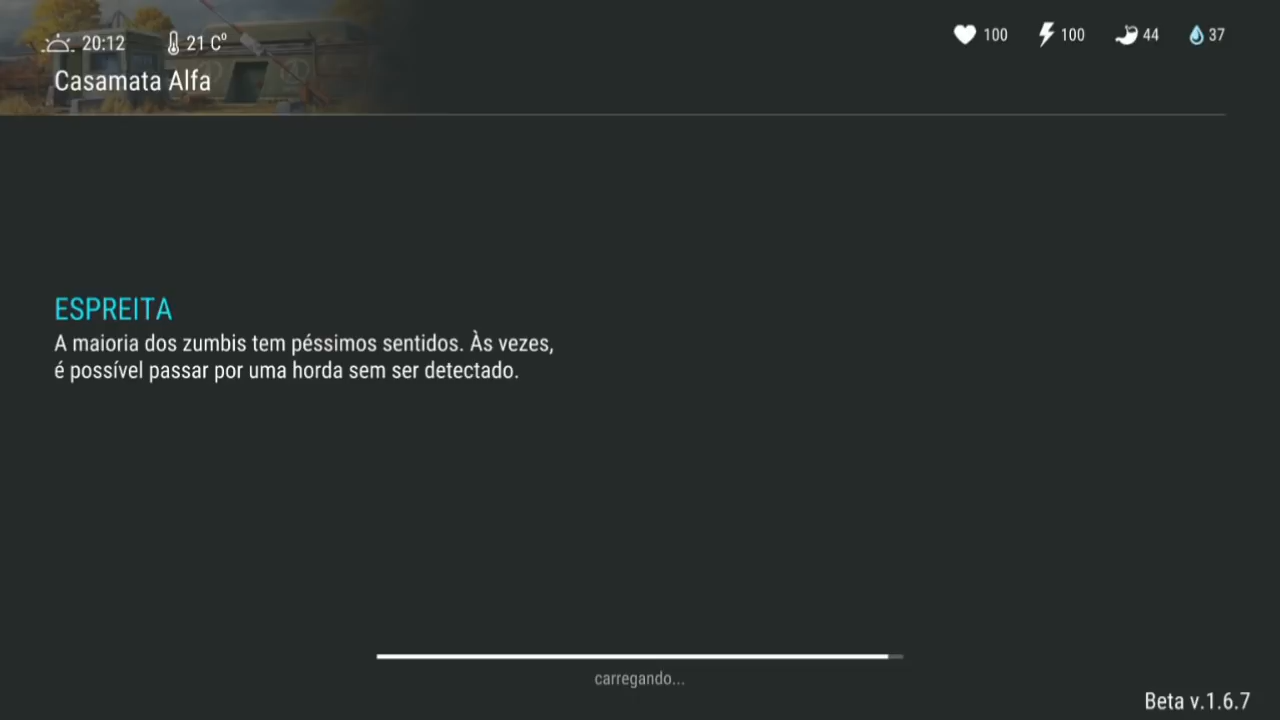 20:12 21 Cº
100 100 44 37
Casamata Alfa
ESPREITA
A maioria dos zumbis tem péssimos sentidos. Às vezes,
é possível passar por uma horda sem ser detectado.
carregando...
Beta v.1.6.7